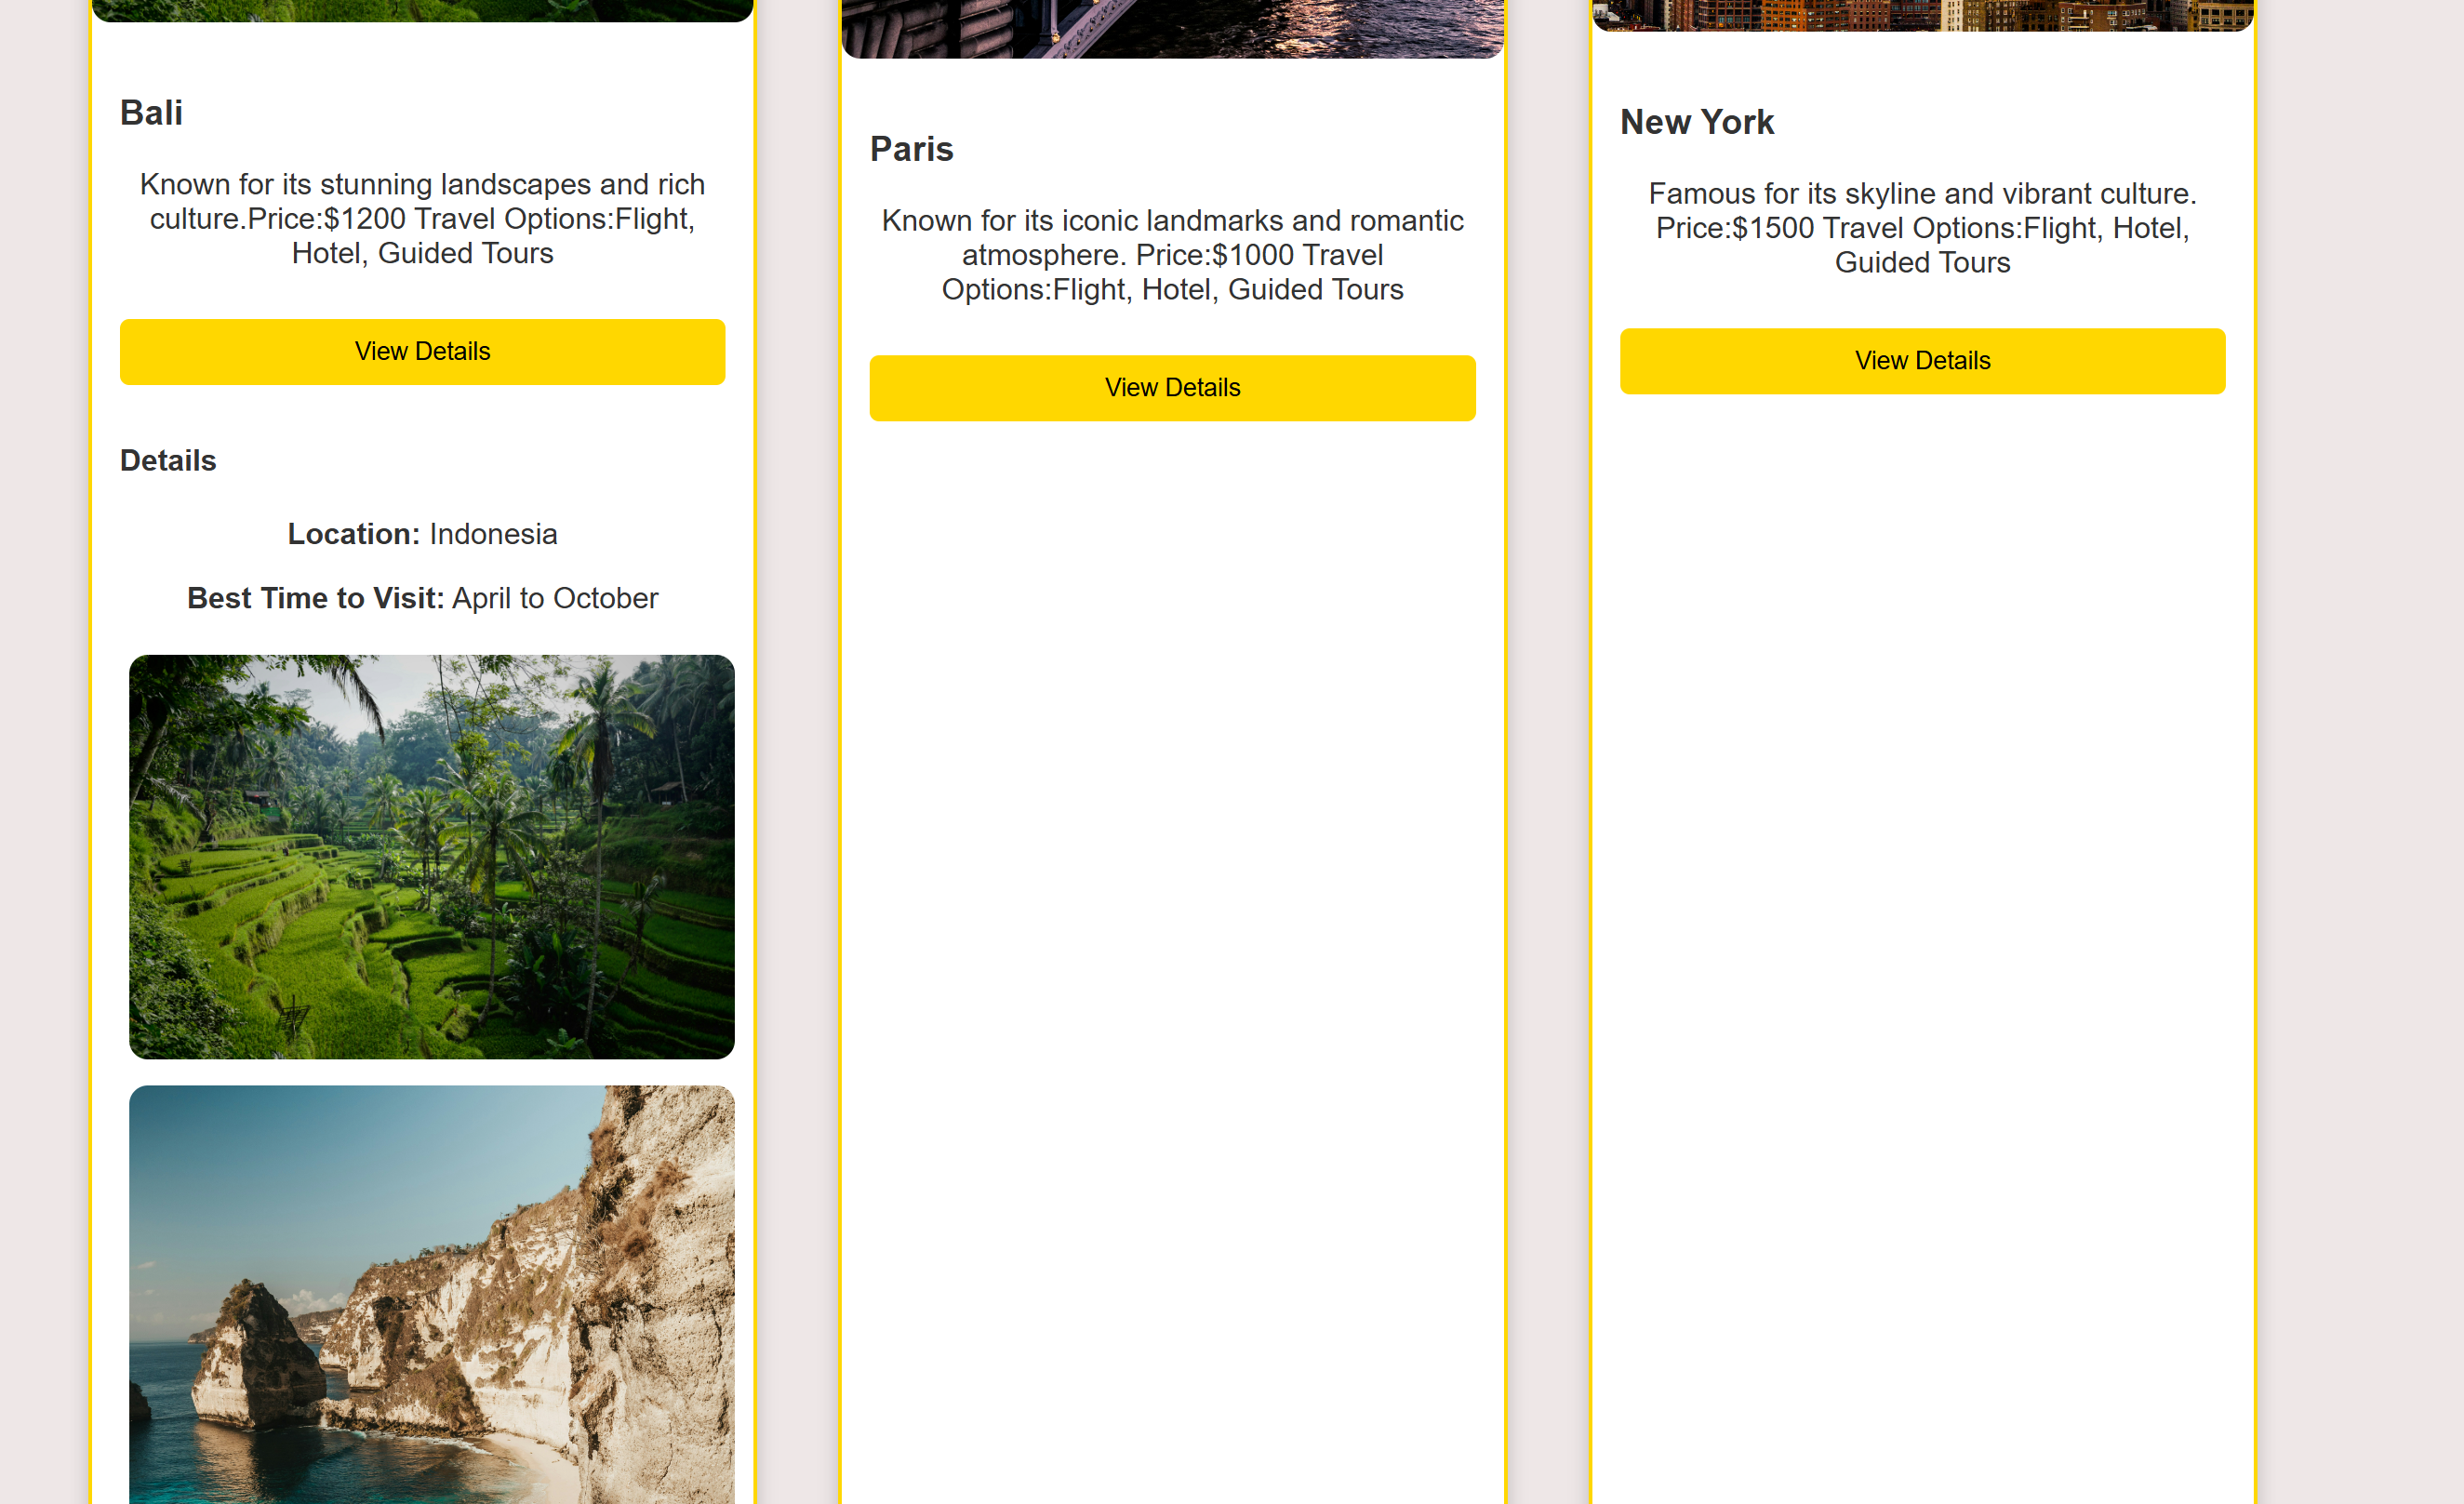 Bali
Known for its stunning landscapes and rich
culture.Price:$1200 Travel Options:Flight,
Hotel, Guided Tours
View Details
Details
Location: Indonesia
Best Time to Visit: April to October
Paris
Known for its iconic landmarks and romantic
atmosphere. Price:$1000 Travel
Options:Flight, Hotel, Guided Tours
View Details
New York
Famous for its skyline and vibrant culture.
Price:$1500 Travel Options:Flight, Hotel,
Guided Tours
View Details